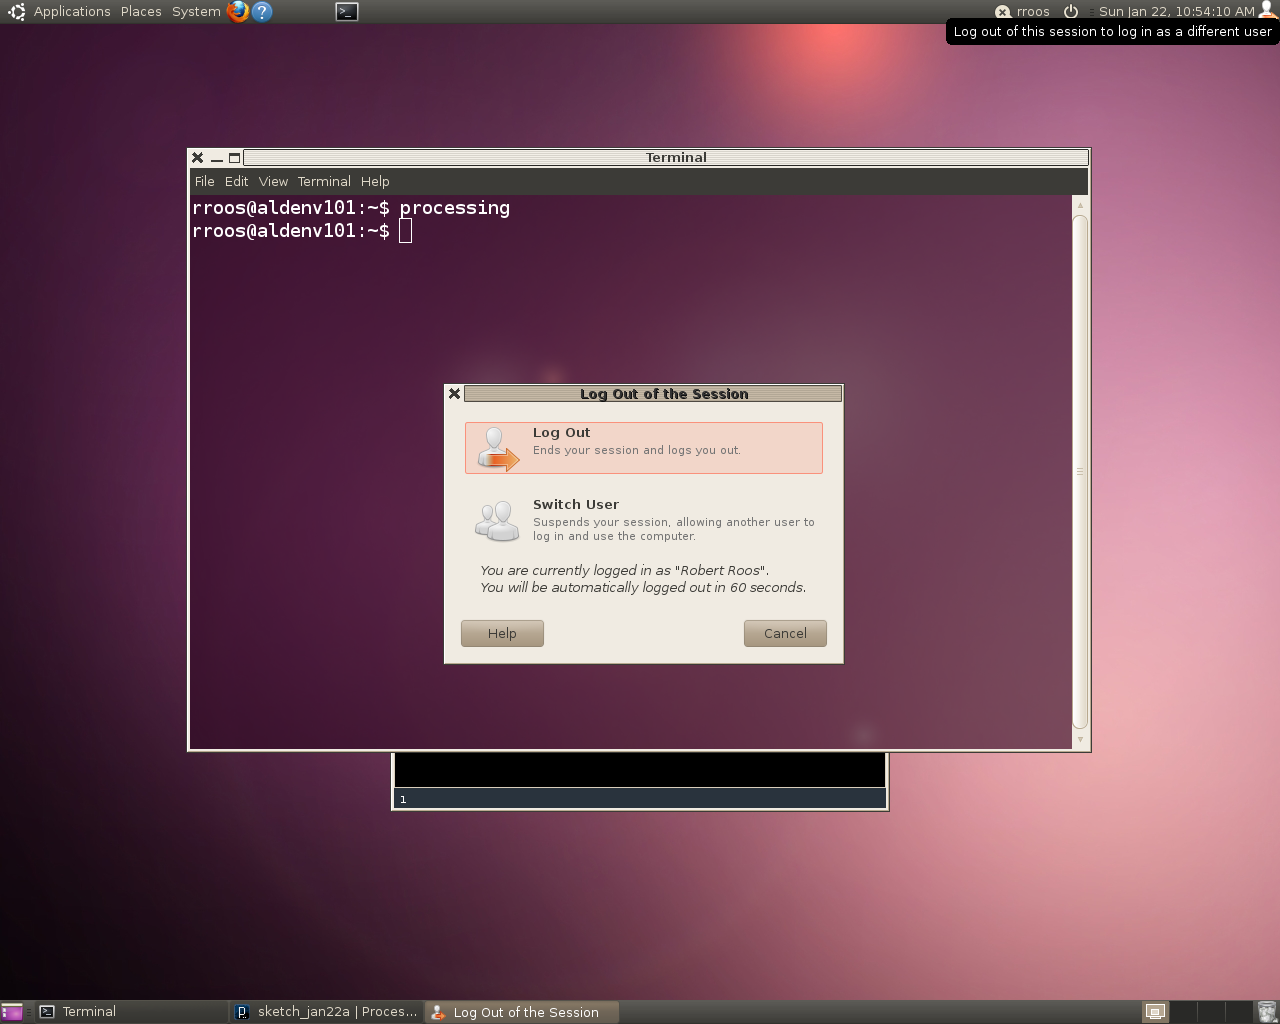 Applications Places System rroos Sun Jan 22, 10:54:10 AM
Log out of this session to log in as a different user
Terminal
File Edit View Terminal Help
rroos@aldenv101:~$ processing
rroos@aldenv101:~$
Log Out of the Session
Log Out
Ends your session and logs you out.
Switch User
Suspends your session, allowing another user to
log in and use the computer.
You are currently logged in as "Robert Roos".
You will be automatically logged out in 60 seconds.
Help Cancel
1
Terminal sketch_jan22a | Proces... Log Out of the Session